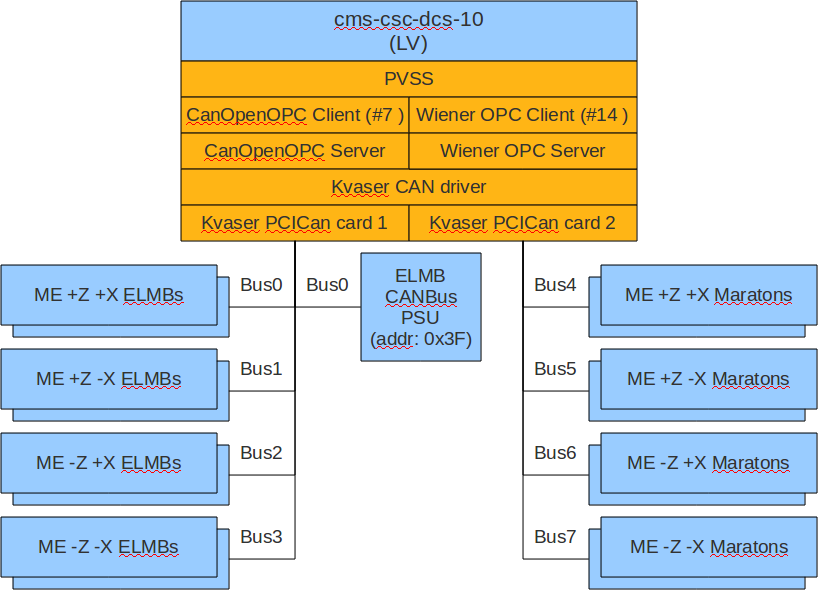 cms-csc-dcs-10
(LV)
PVSS
CanOpenOPC Client (#7 )
Wiener OPC Client (#14 )
CanOpenOPC Server
Wiener OPC Server
Kvaser CAN driver
Kvaser PCICan card 1
Kvaser PCICan card 2
ME +Z +X ELMBs
Bus0
Bus0
ELMB
CANBus
PSU
(addr: 0x3F)
Bus4
ME +Z +X Maratons
ME +Z -X ELMBs
Bus1
Bus5
ME +Z -X Maratons
ME -Z +X ELMBs
Bus2
Bus6
ME -Z +X Maratons
ME -Z -X ELMBs
Bus3
Bus7
ME -Z -X Maratons